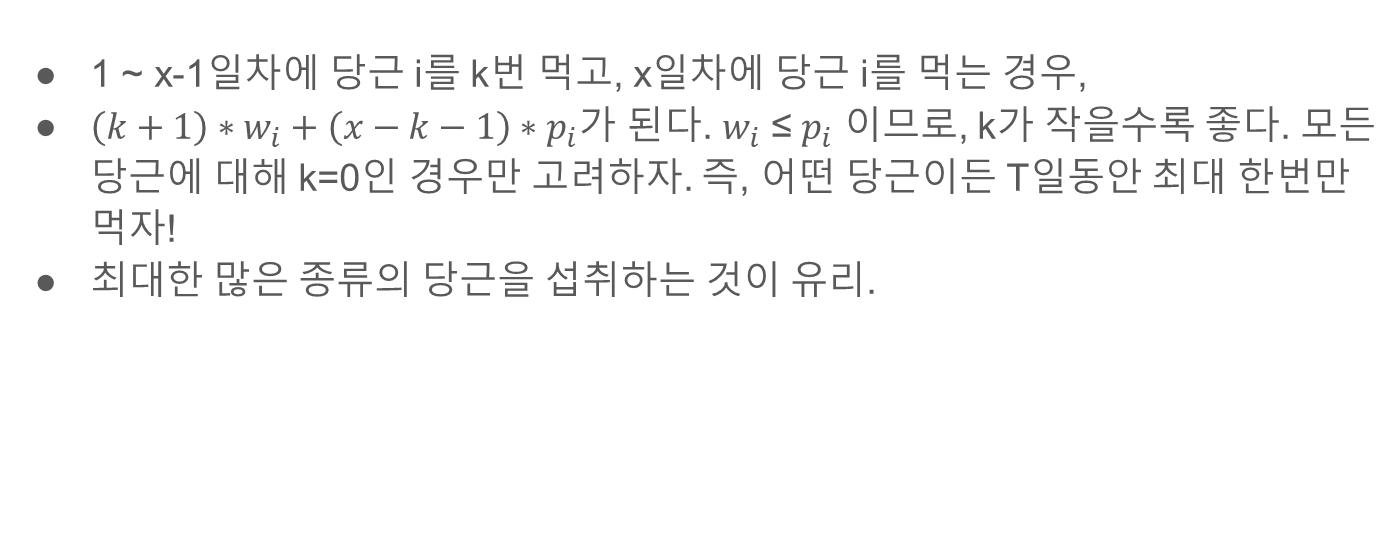 ● 1 ~ x-1일차에 당근 i를 k번 먹고, x일차에 당근 i를 먹는 경우,
● (k + 1) ∗ wᵢ + (x − k − 1) ∗ pᵢ가 된다. wᵢ ≤ pᵢ 이므로, k가 작을수록 좋다. 모든
당근에 대해 k=0인 경우만 고려하자. 즉, 어떤 당근이든 T일동안 최대 한번만
먹자!
● 최대한 많은 종류의 당근을 섭취하는 것이 유리.